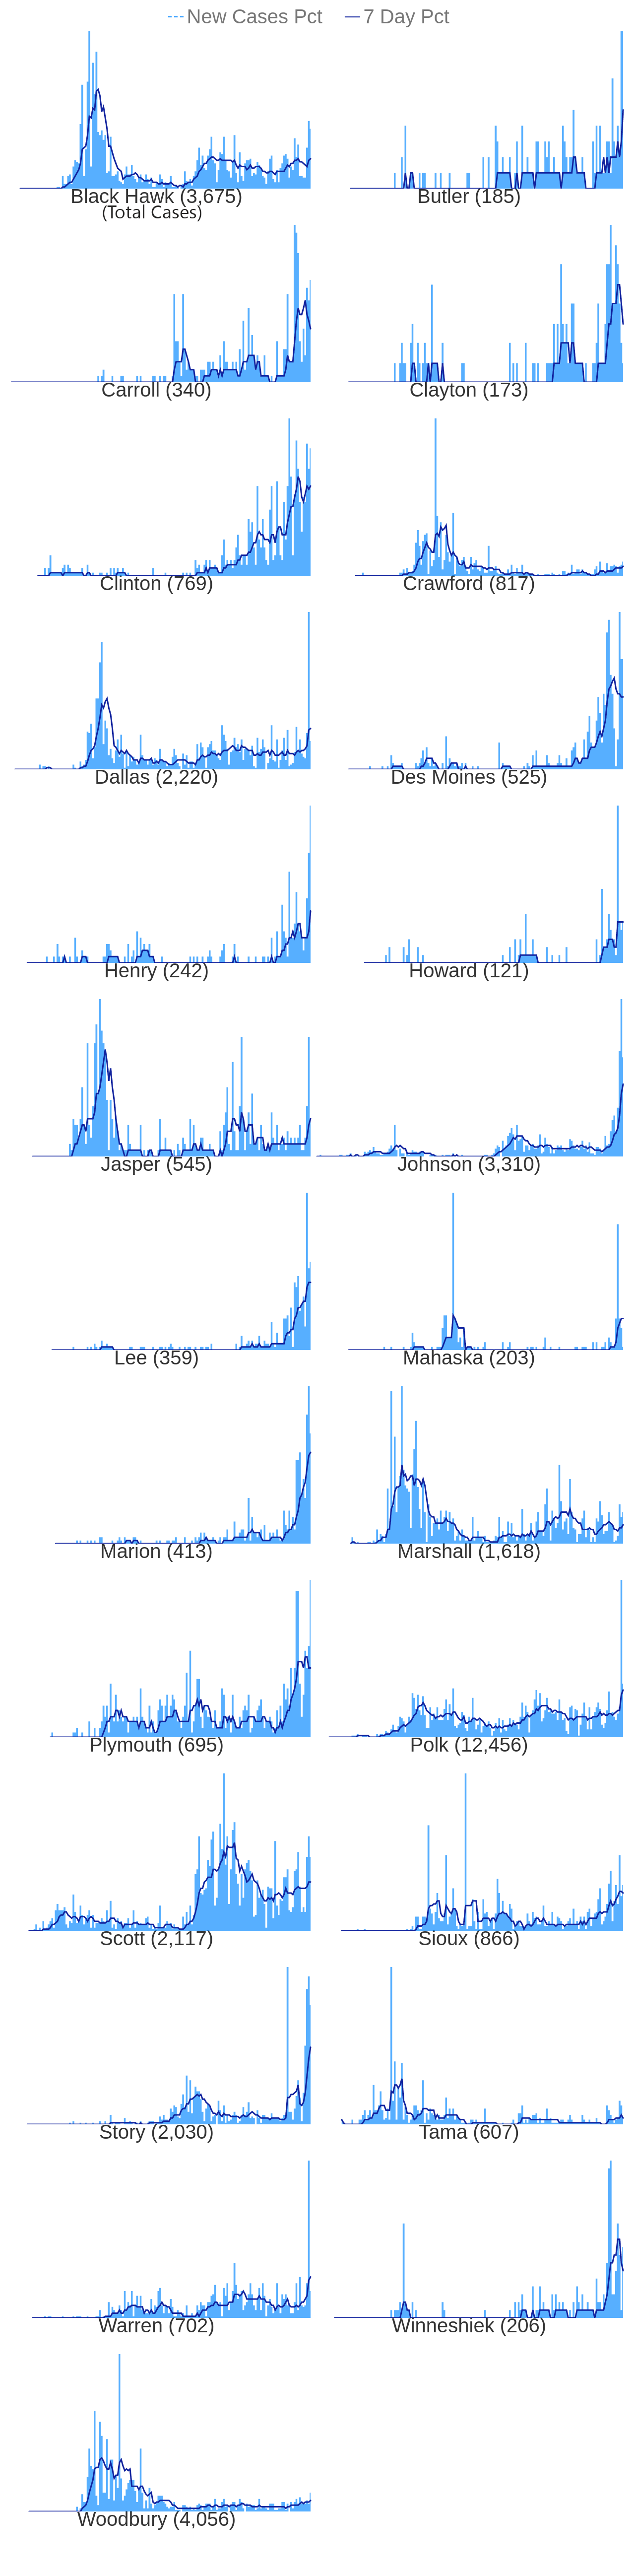 New Cases Pct 7 Day Pct
Black Hawk (3,675) Butler (185)
(Total Cases)
Carroll (340) Clayton (173)
Clinton (769) Crawford (817)
Dallas (2,220) Des Moines (525)
Henry (242) Howard (121)
Jasper (545) Johnson (3,310)
Lee (359) Mahaska (203)
Marion (413) Marshall (1,618)
Plymouth (695) Polk (12,456)
Scott (2,117) Sioux (866)
Story (2,030) Tama (607)
Warren (702) Winneshiek (206)
Woodbury (4,056)